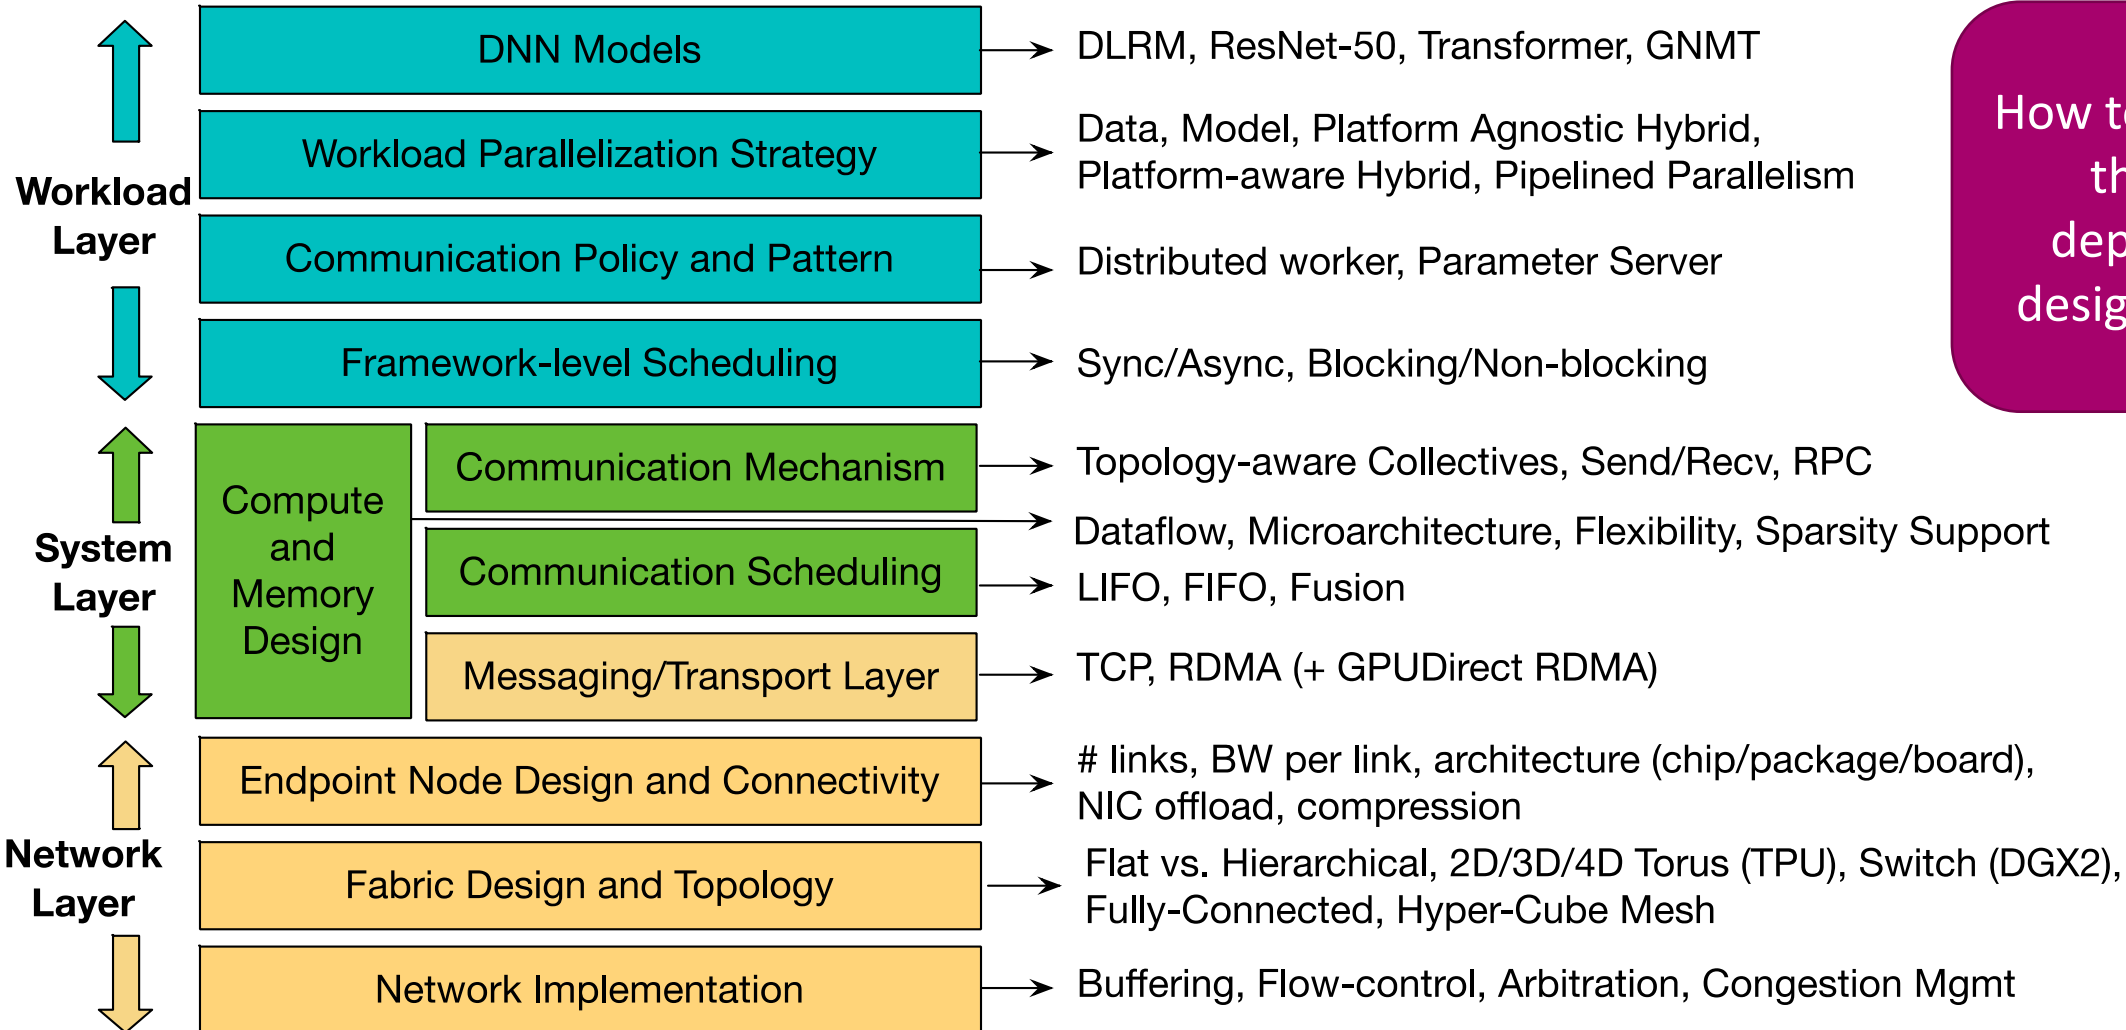 DNN Models
DLRM, ResNet-50, Transformer, GNMT
Workload Parallelization Strategy
Data, Model, Platform Agnostic Hybrid,
Platform-aware Hybrid, Pipelined Parallelism
Workload
Layer
Communication Policy and Pattern
Distributed worker, Parameter Server
Framework-level Scheduling
Sync/Async, Blocking/Non-blocking
How
design
System
Layer
Compute
and
Memory
Design
Communication Mechanism
Topology-aware Collectives, Send/Recv, RPC
Dataflow, Microarchitecture, Flexibility, Sparsity Support
Communication Scheduling
LIFO, FIFO, Fusion
Messaging/Transport Layer
TCP, RDMA (+ GPUDirect RDMA)
Network
Layer
Endpoint Node Design and Connectivity
# links, BW per link, architecture (chip/package/board),
NIC offload, compression
Fabric Design and Topology
Flat vs. Hierarchical, 2D/3D/4D Torus (TPU), Switch (DGX2),
Fully-Connected, Hyper-Cube Mesh
Network Implementation
Buffering, Flow-control, Arbitration, Congestion Mgmt